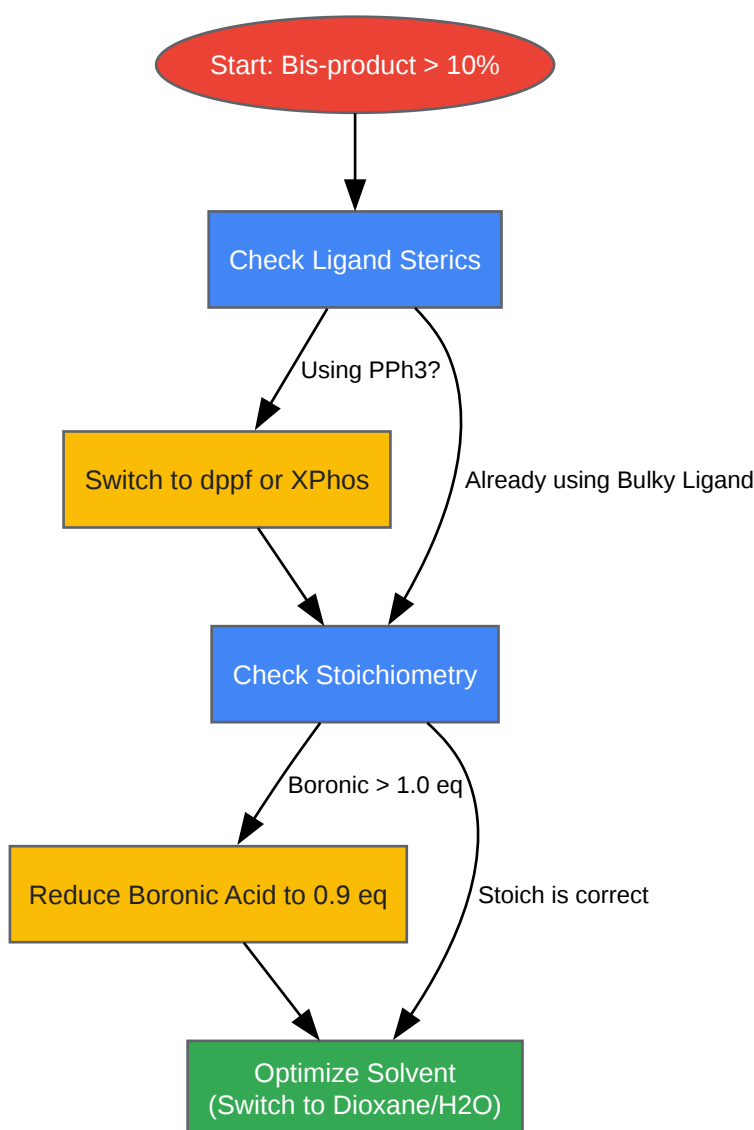 Start: Bis-product > 10%
Check Ligand Sterics
Using PPh3?
Switch to dppf or XPhos
Already using Bulky Ligand
Check Stoichiometry
Boronic > 1.0 eq
Reduce Boronic Acid to 0.9 eq
Stoich is correct
Optimize Solvent
(Switch to Dioxane/H2O)